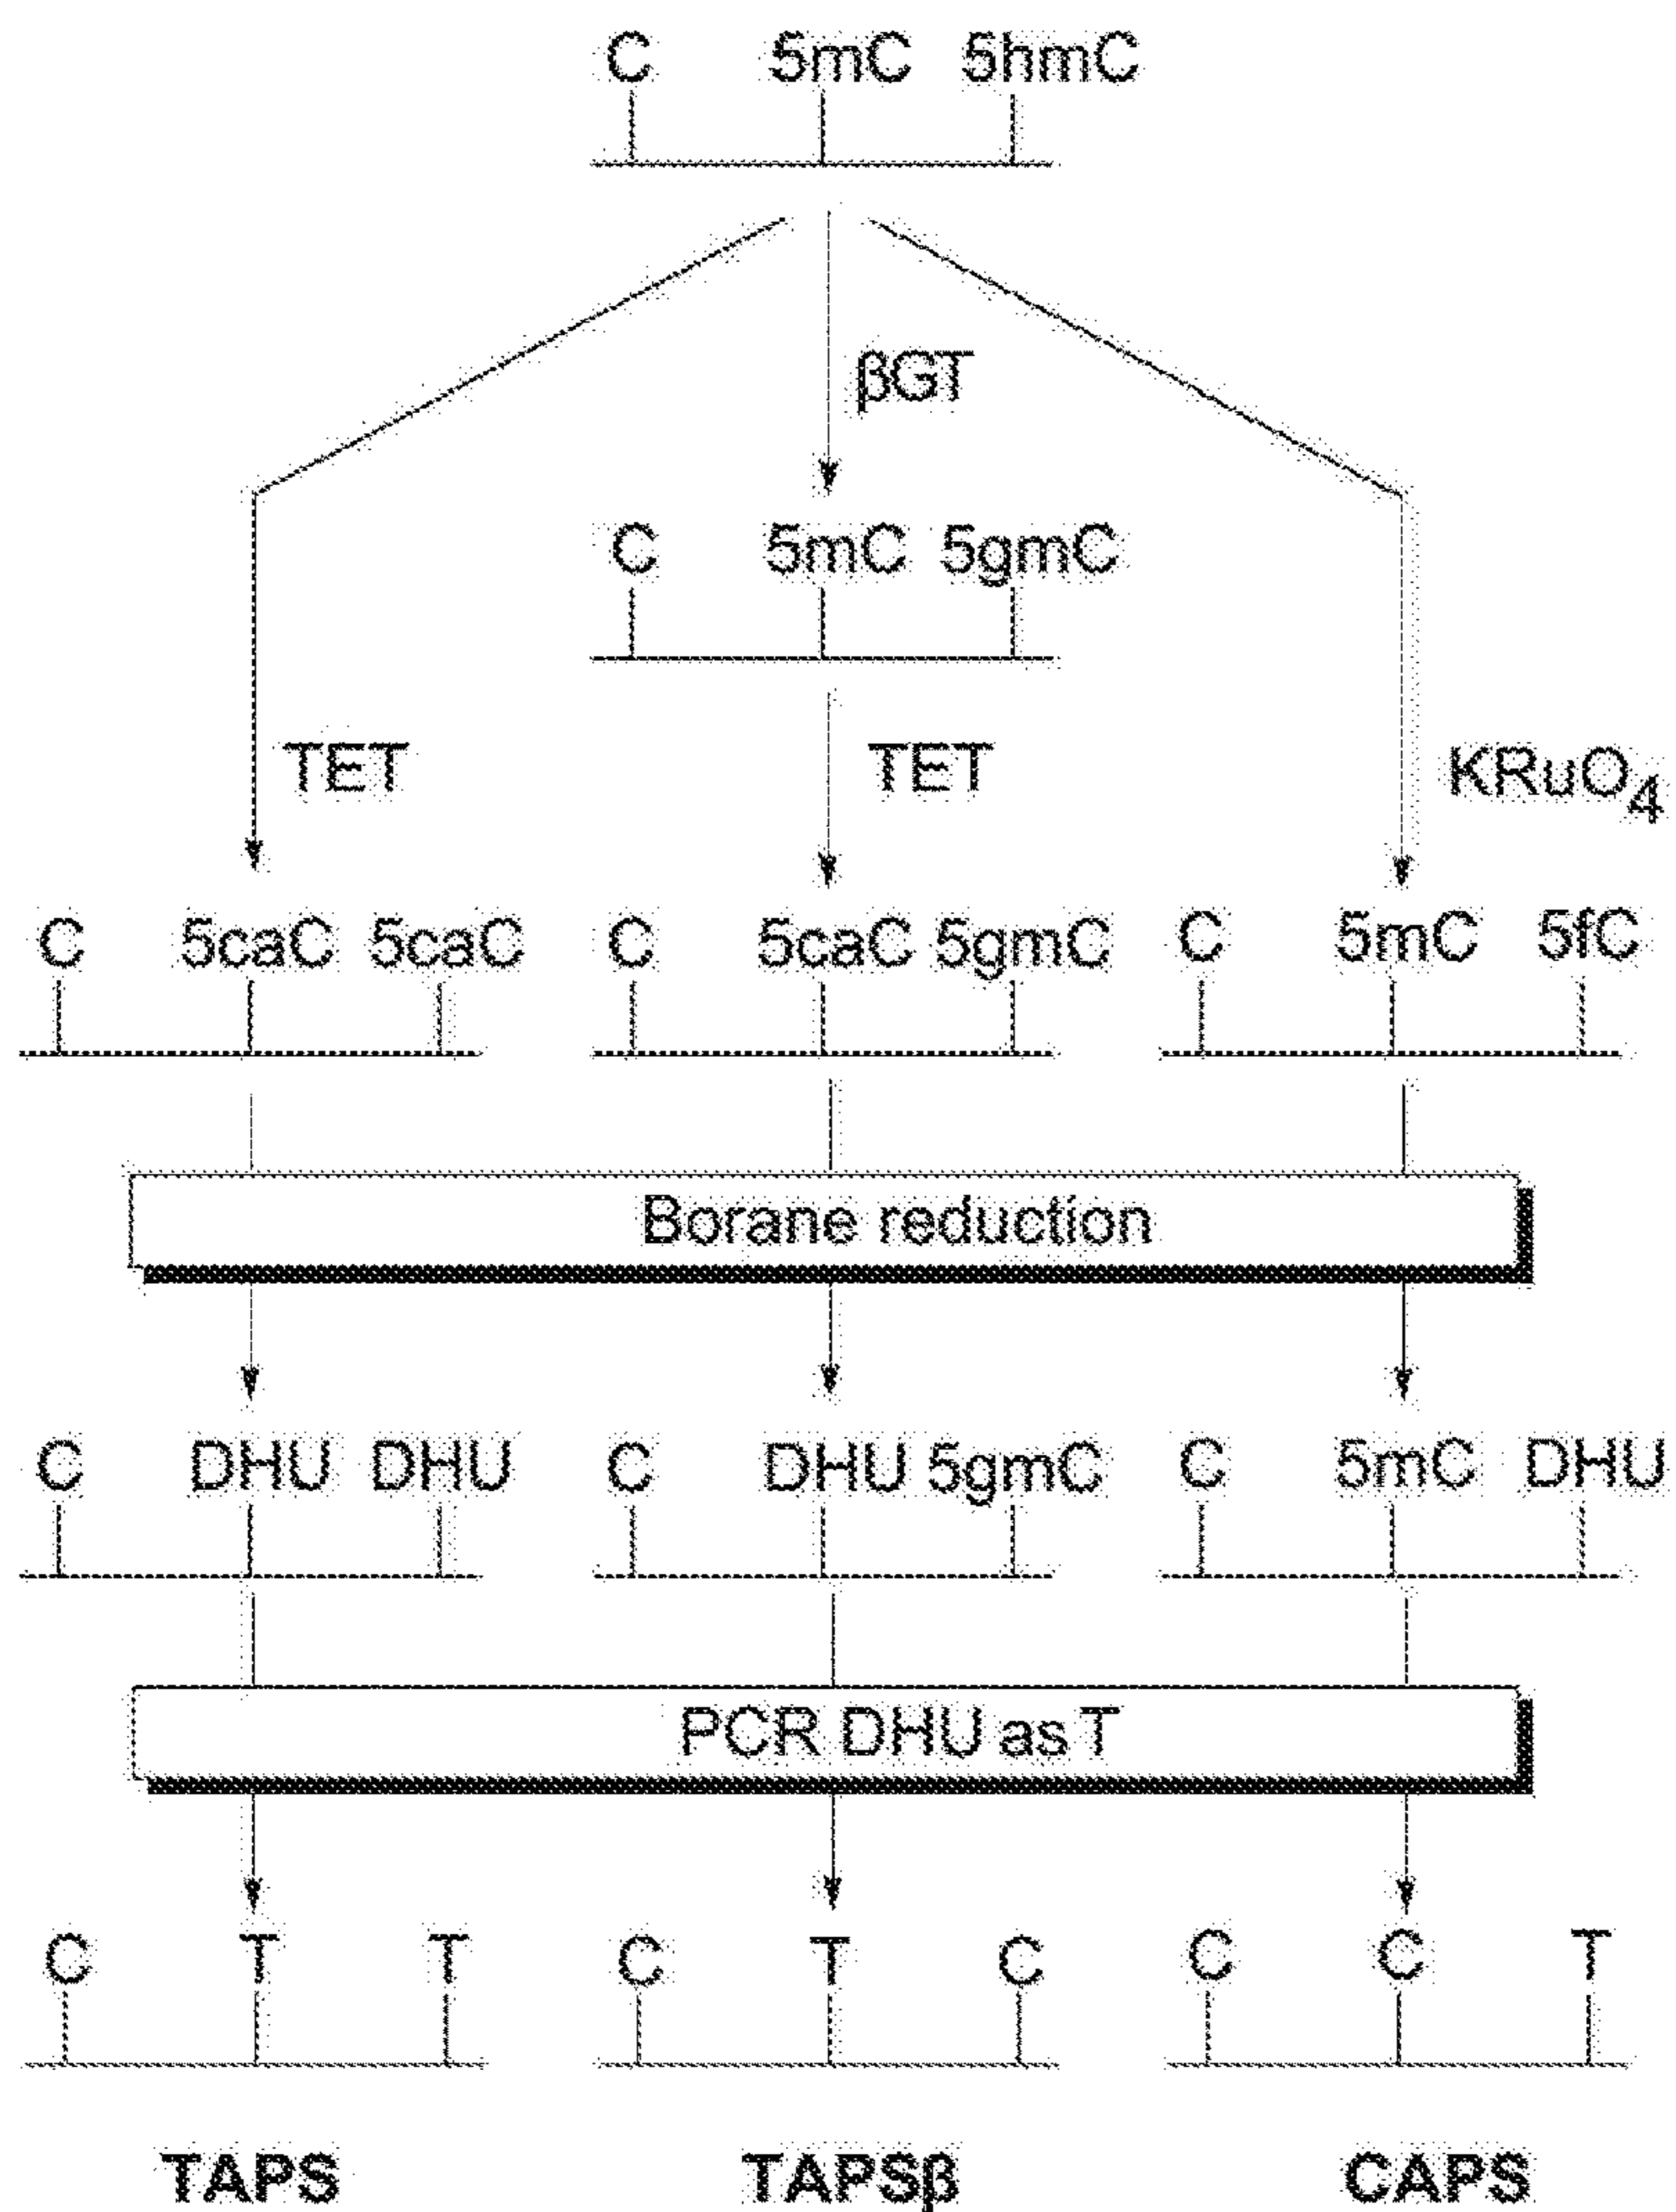 C 5mC 5hmC
βGT
C 5mC 5gmC
TET TET KRuO₄
C 5caC 5caC C 5caC 5gmC C 5mC 5fC
Borane reduction
C DHU DHU C DHU 5gmC C 5mC DHU
PCR DHU as T
C T T C T C C C T
TAPS TAPSβ CAPS